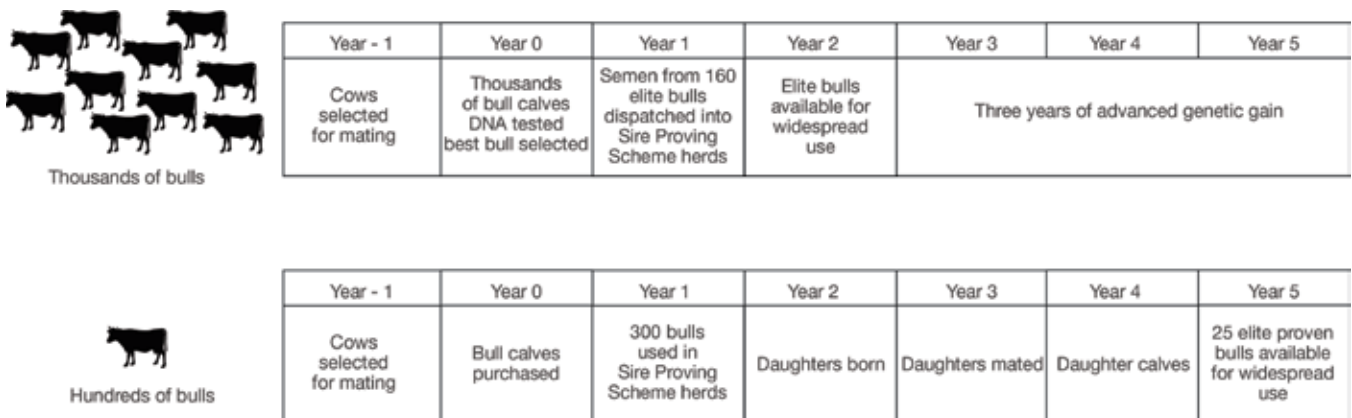 Year - 1
Year 0
Year 1
Year 2
Year 3
Year 4
Year 5
Cows
selected
for mating
Thousands
of bull calves
DNA tested
best bull selected
Semen from 160
elite bulls
dispatched into
Sire Proving
Scheme herds
Elite bulls
available for
widespread
use
Three years of advanced genetic gain
Thousands of bulls
Year - 1
Year 0
Year 1
Year 2
Year 3
Year 4
Year 5
Cows
selected
for mating
Bull calves
purchased
300 bulls
used in
Sire Proving
Scheme herds
Daughters born
Daughters mated
Daughter calves
25 elite proven
bulls available
for widespread
use
Hundreds of bulls